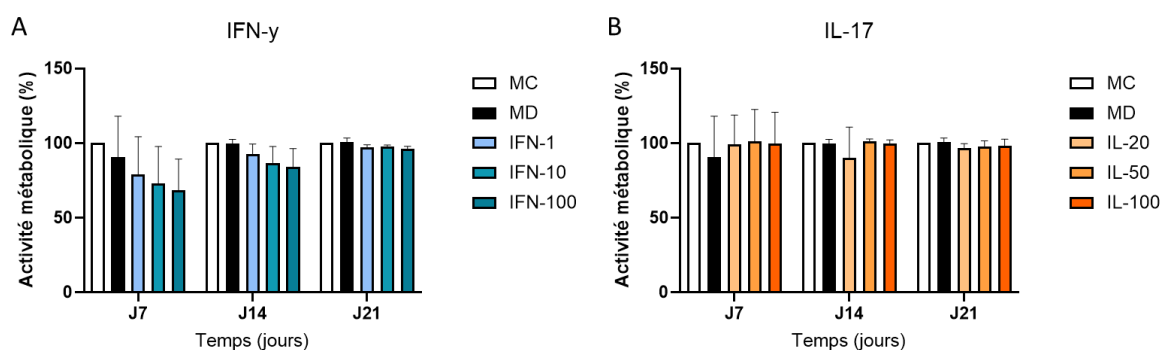 A
IFN-y
Activité métabolique (%)
150
100
50
0
J7
J14
J21
Temps (jours)
MC
MD
IFN-1
IFN-10
IFN-100
B
IL-17
Activité métabolique (%)
150
100
50
0
J7
J14
J21
Temps (jours)
MC
MD
IL-20
IL-50
IL-100